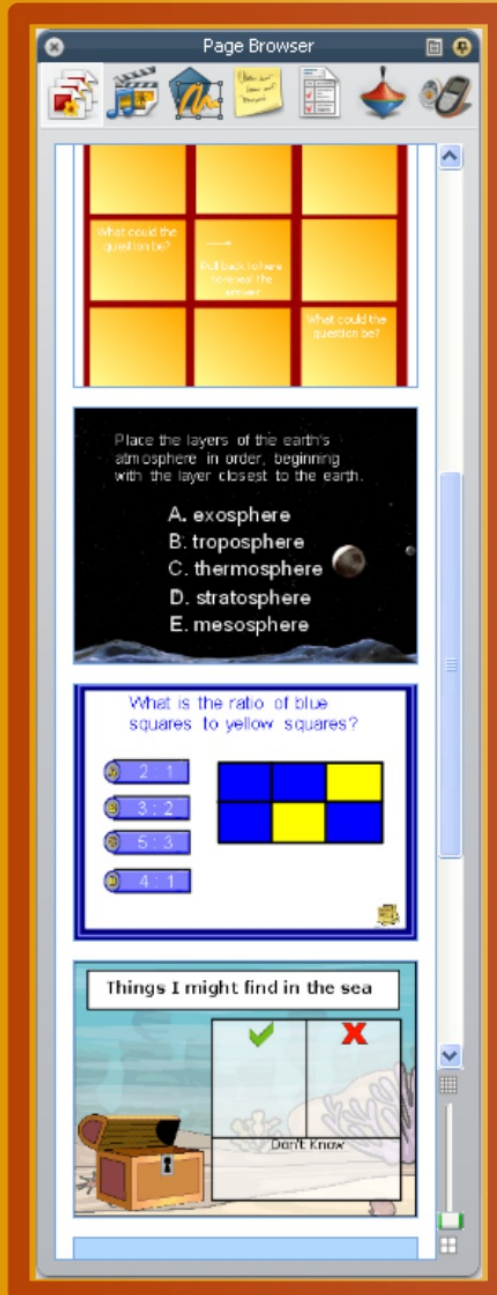 Page Browser
What could the
question be?
Pull back to here
to reveal the
answer
What could the
question be?
Place the layers of the earth's
atmosphere in order, beginning
with the layer closest to the earth.
A. exosphere
B. troposphere
C. thermosphere
D. stratosphere
E. mesosphere
What is the ratio of blue
squares to yellow squares?
2 : 1
3 : 2
5 : 3
4 : 1
Things I might find in the sea
Don't Know